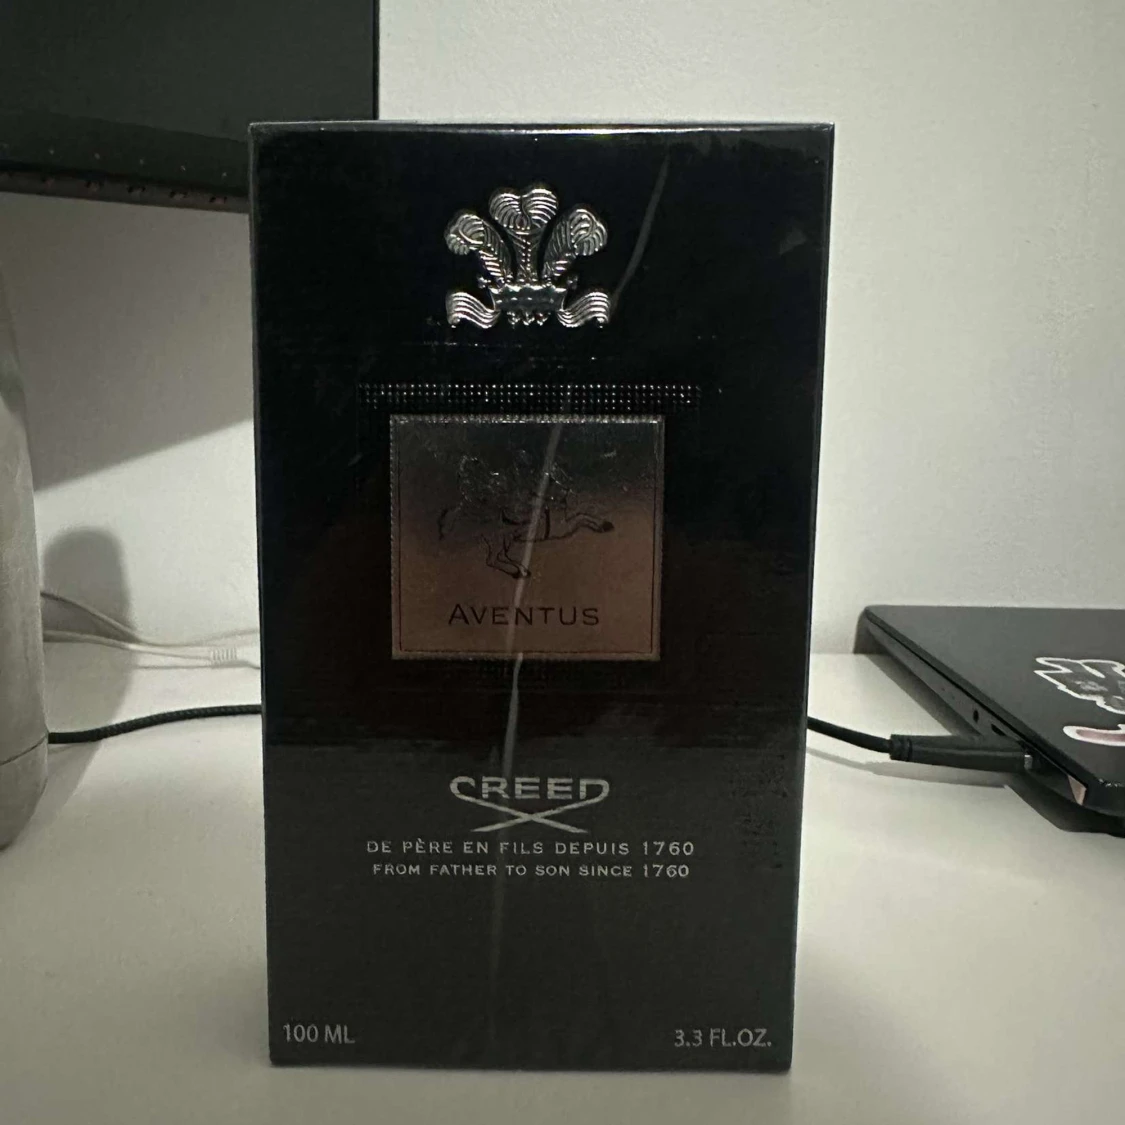 AVENTUS
CREED
DE PÈRE EN FILS DEPUIS 1760
FROM FATHER TO SON SINCE 1760
100 ML
3.3 FL.OZ.